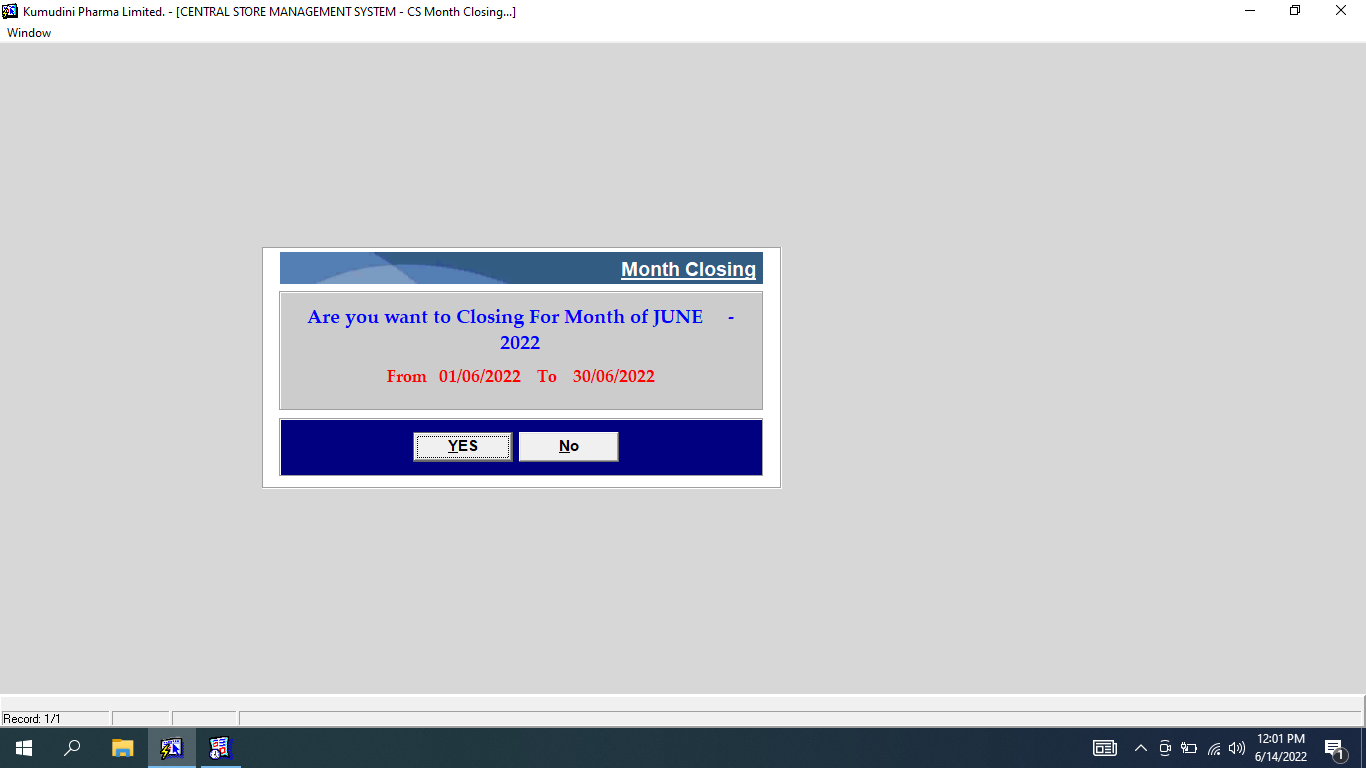 Kumudini Pharma Limited. - [CENTRAL STORE MANAGEMENT SYSTEM - CS Month Closing...]
Window
Month Closing
Are you want to Closing For Month of JUNE -
2022
From 01/06/2022 To 30/06/2022
YES No
Record: 1/1
12:01 PM
6/14/2022
1